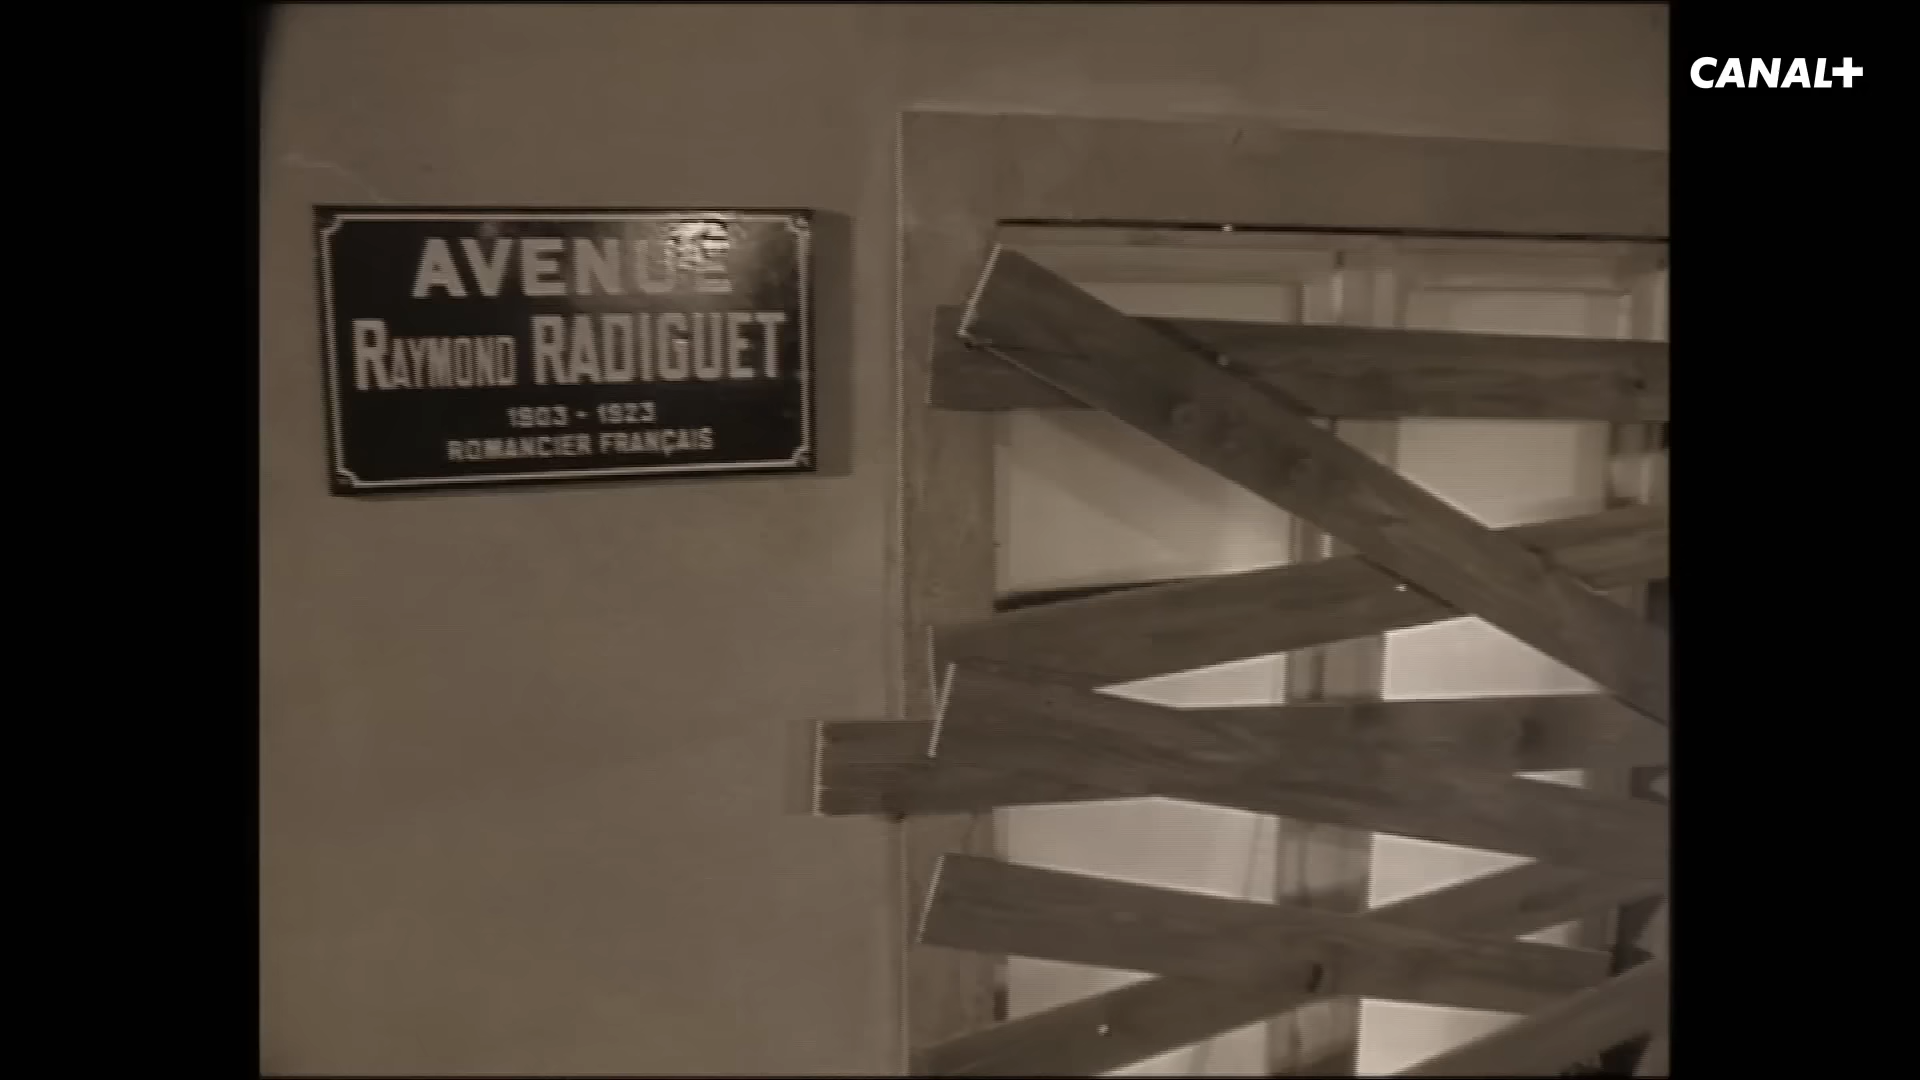 CANAL+
AVENUE
RAYMOND RADIGUET
1903 - 1923
ROMANCIER FRANÇAIS